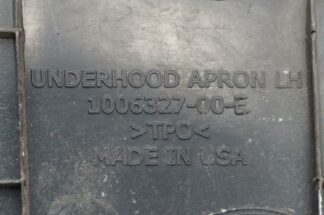 UNDERHOOD APRON LH
1006327-00-E
>TPO<
MADE IN USA